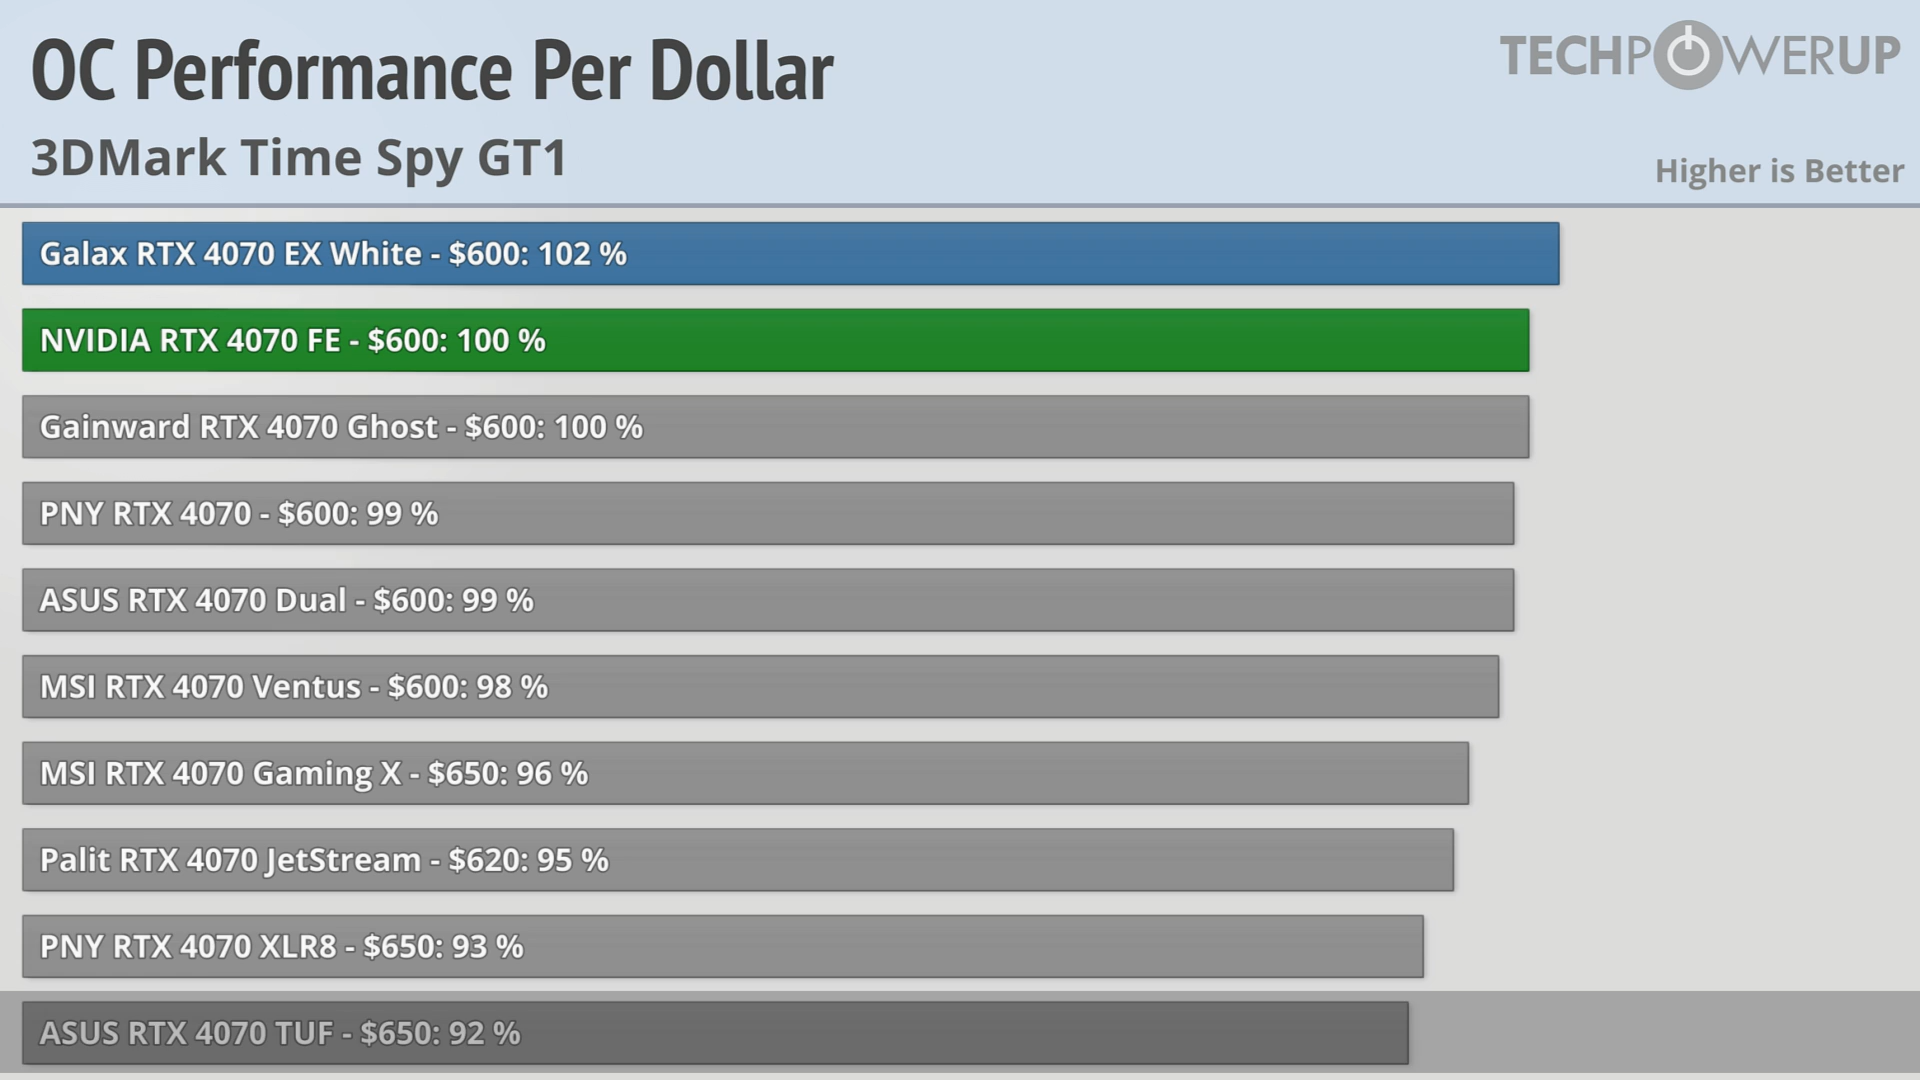 OC Performance Per Dollar
TECHPOWERUP
3DMark Time Spy GT1
Higher is Better
Galax RTX 4070 EX White - $600: 102 %
NVIDIA RTX 4070 FE - $600: 100 %
Gainward RTX 4070 Ghost - $600: 100 %
PNY RTX 4070 - $600: 99 %
ASUS RTX 4070 Dual - $600: 99 %
MSI RTX 4070 Ventus - $600: 98 %
MSI RTX 4070 Gaming X - $650: 96 %
Palit RTX 4070 JetStream - $620: 95 %
PNY RTX 4070 XLR8 - $650: 93 %
ASUS RTX 4070 TUF - $650: 92 %